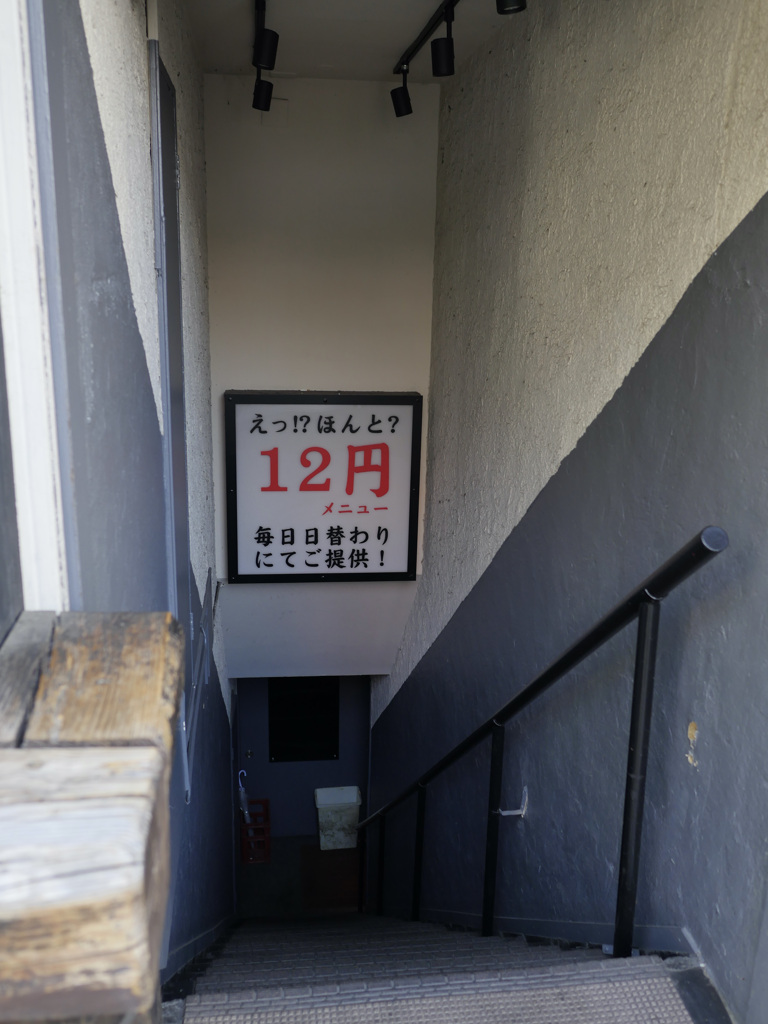 えっ!?ほんと?
12円
メニュー
毎日日替わり
にてご提供！